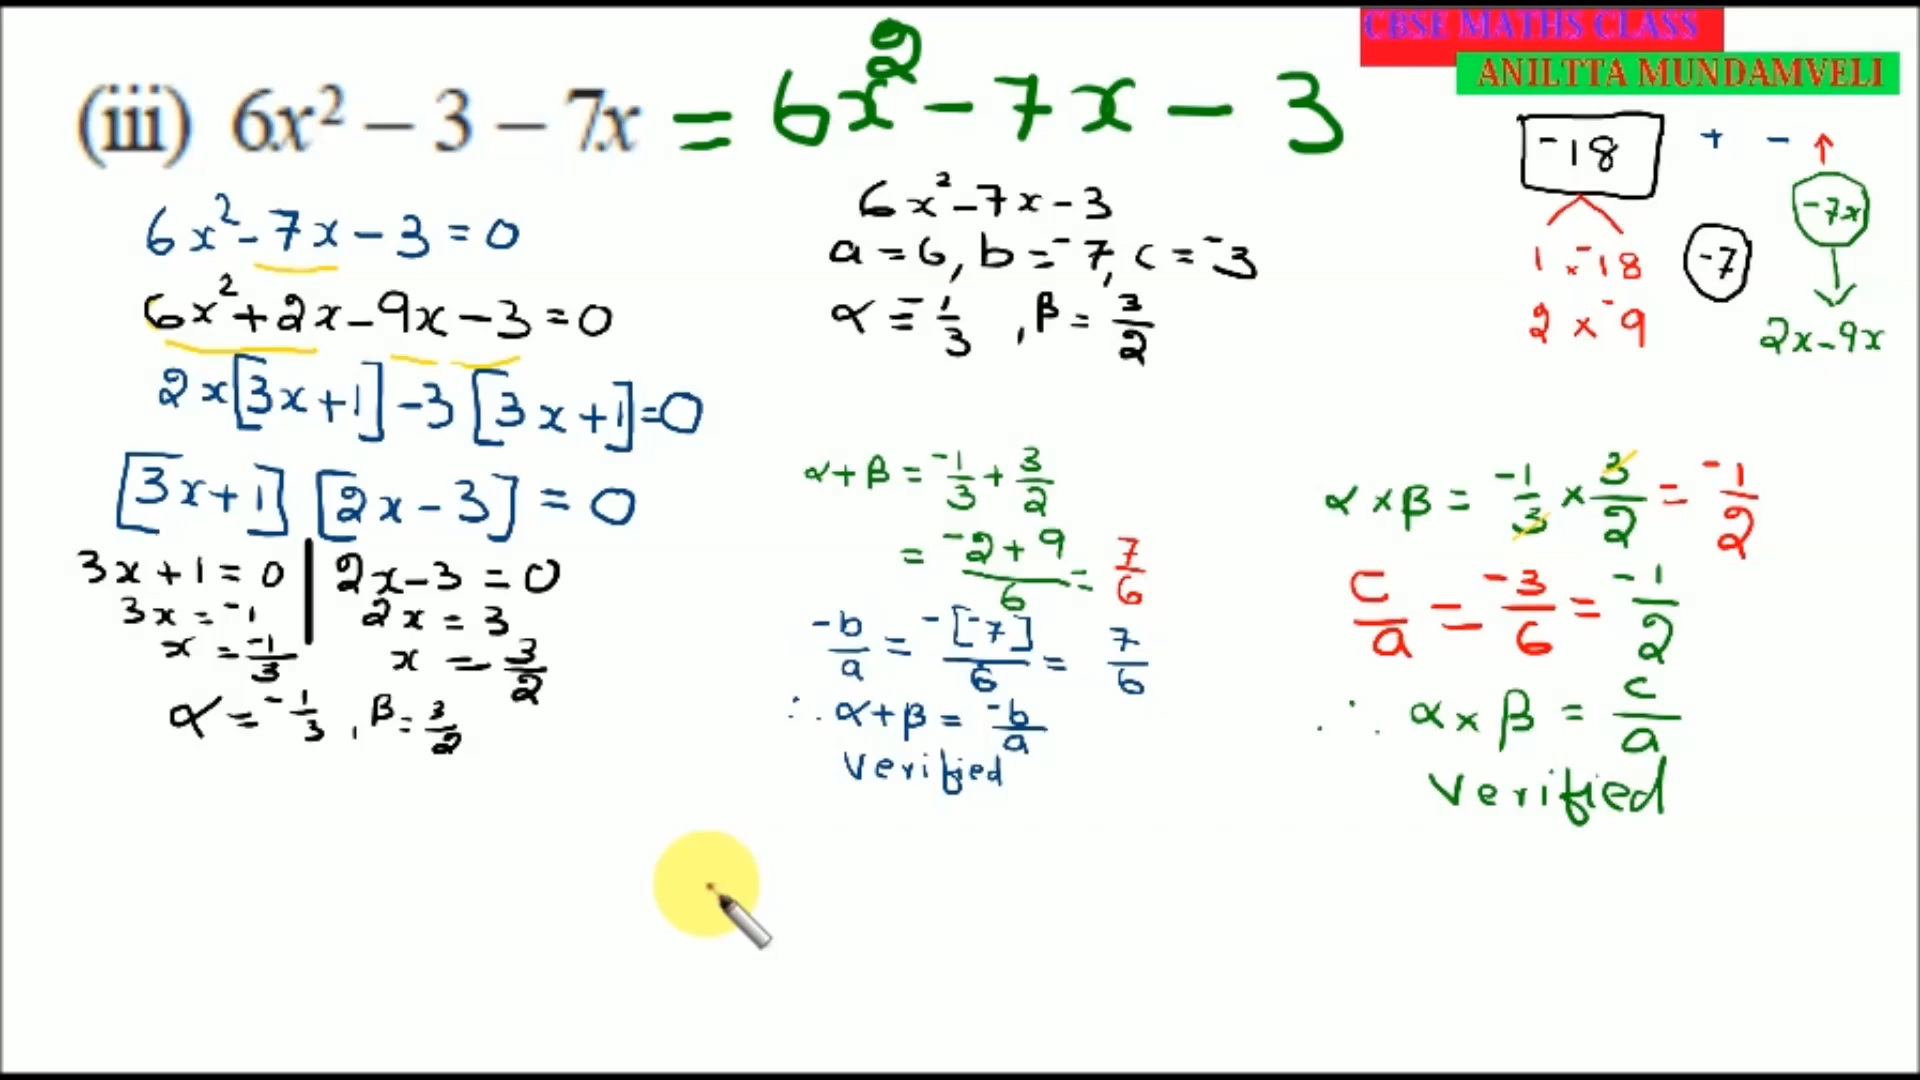 CBSE MATHS CLASS
ANILTTA MUNDAMVELI
(iii) 6x² – 3 – 7x = 6x² – 7x – 3
6x² - 7x - 3 = 0
6x² + 2x - 9x - 3 = 0
2x[3x+1] - 3[3x+1] = 0
[3x+1] [2x-3] = 0
3x+1 = 0 | 2x-3 = 0
3x = -1 | 2x = 3
x = -1/3 | x = 3/2
α = -1/3 , β = 3/2
6x² - 7x - 3
a = 6, b = -7, c = -3
α = -1/3 , β = 3/2
α+β = -1/3 + 3/2
= -2+9/6 = 7/6
-b/a = -[-7]/6 = 7/6
∴ α+β = -b/a
verified
-18 + -
1 × -18
2 × -9
-7
-7x
2x-9x
α×β = -1/3 × 3/2 = -1/2
c/a = -3/6 = -1/2
∴ α×β = c/a
verified